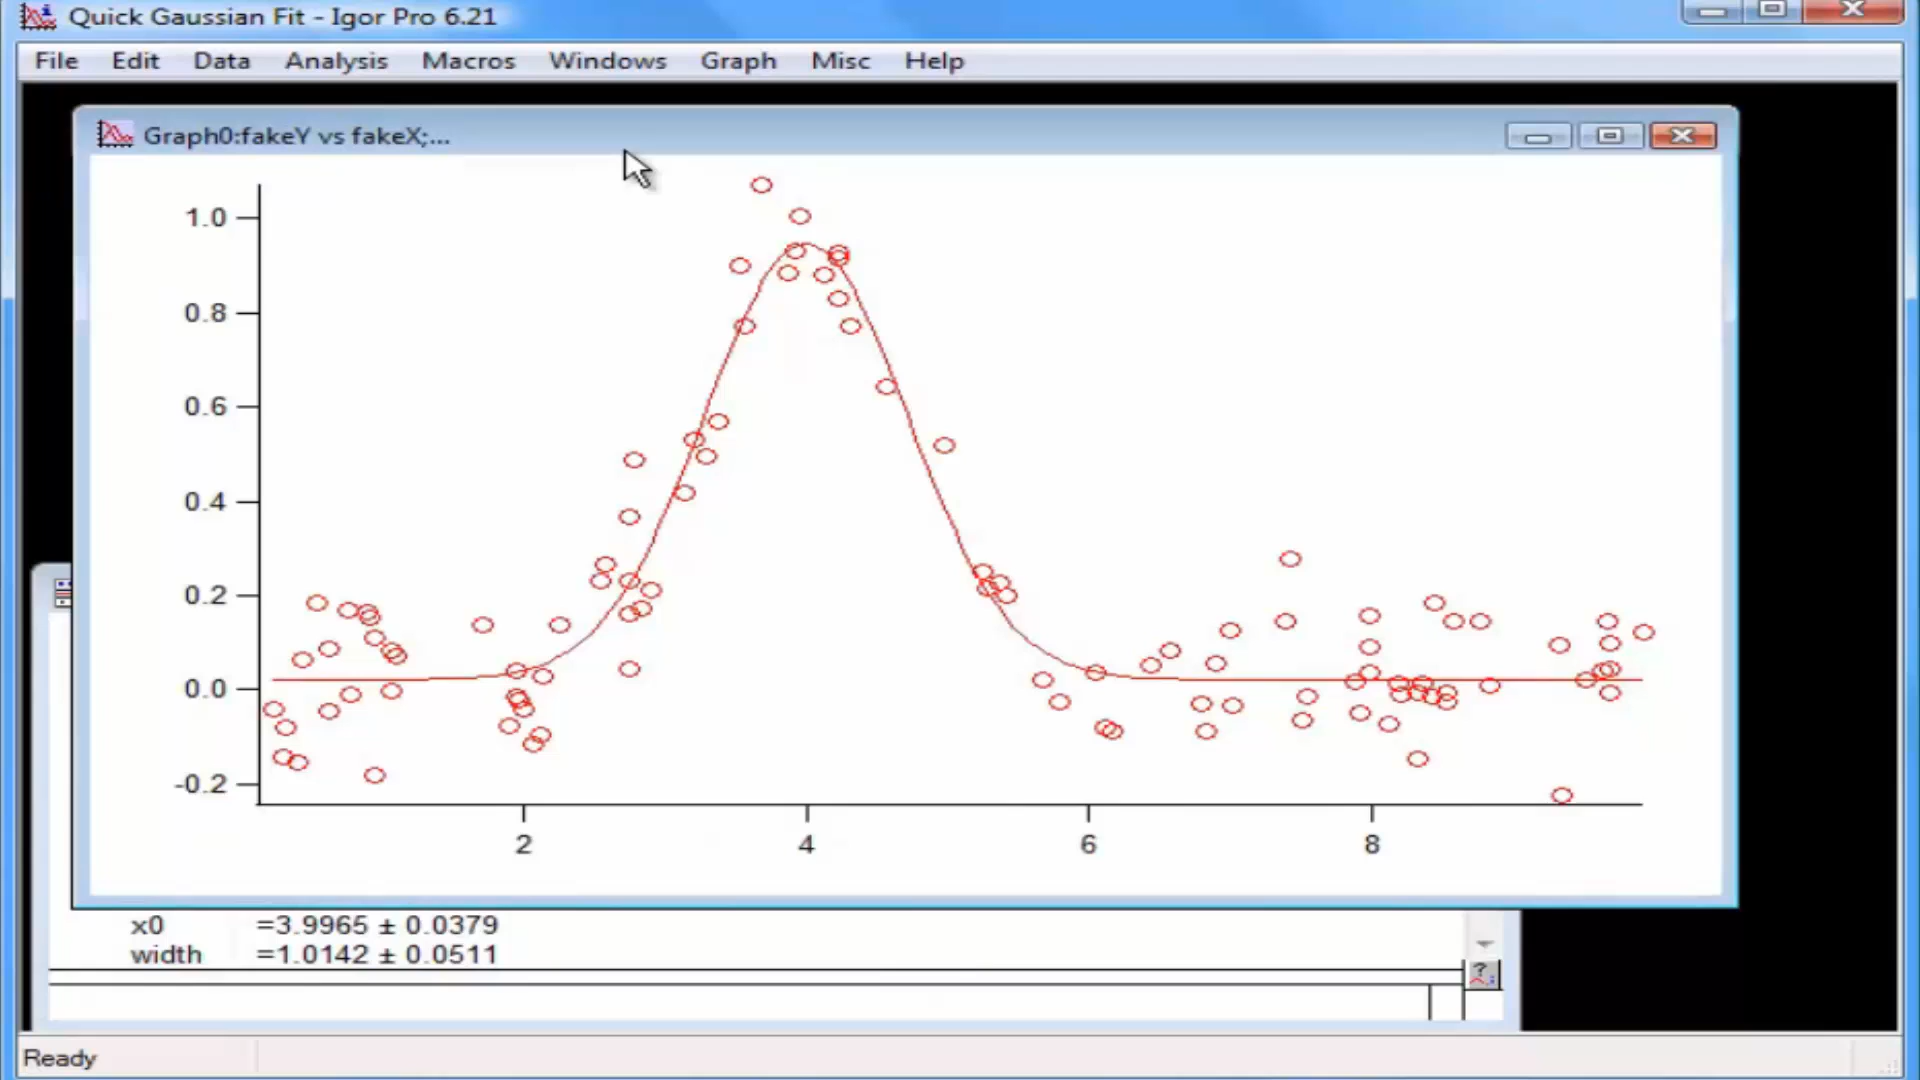 Quick Gaussian Fit - Igor Pro 6.21
File Edit Data Analysis Macros Windows Graph Misc Help
Graph0:fakeY vs fakeX;...
1.0
0.8
0.6
0.4
0.2
0.0
-0.2
2 4 6 8
x0 =3.9965 ± 0.0379
width =1.0142 ± 0.0511
?
Ready